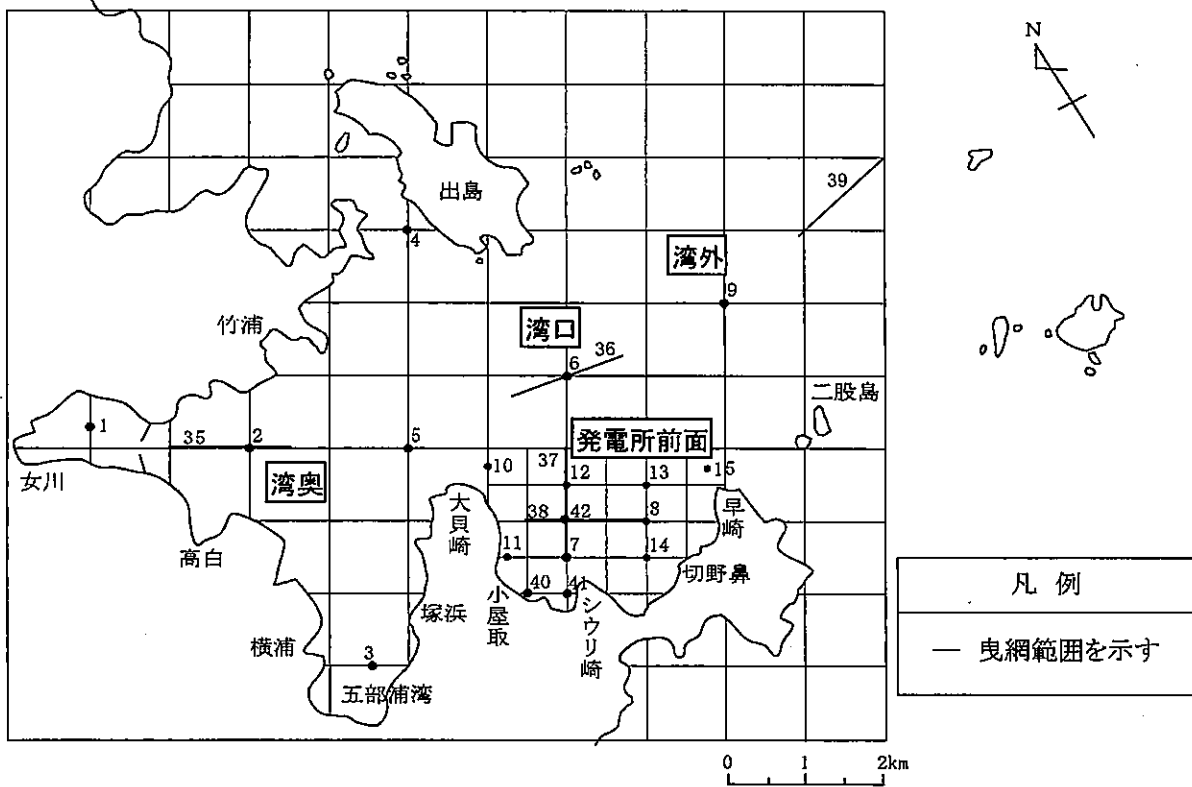 N
出島
39
4
湾外
9
竹浦
湾口
36
6
二股島
1
35
2
5
発電所前面
37
10
12
13
15
女川
湾奥
大貝崎
38
42
8
早崎
高白
11
7
14
切野鼻
凡 例
40
41
小屋取
シウリ崎
塚浜
横浦
3
五部浦湾
— 曳網範囲を示す
0 1 2km